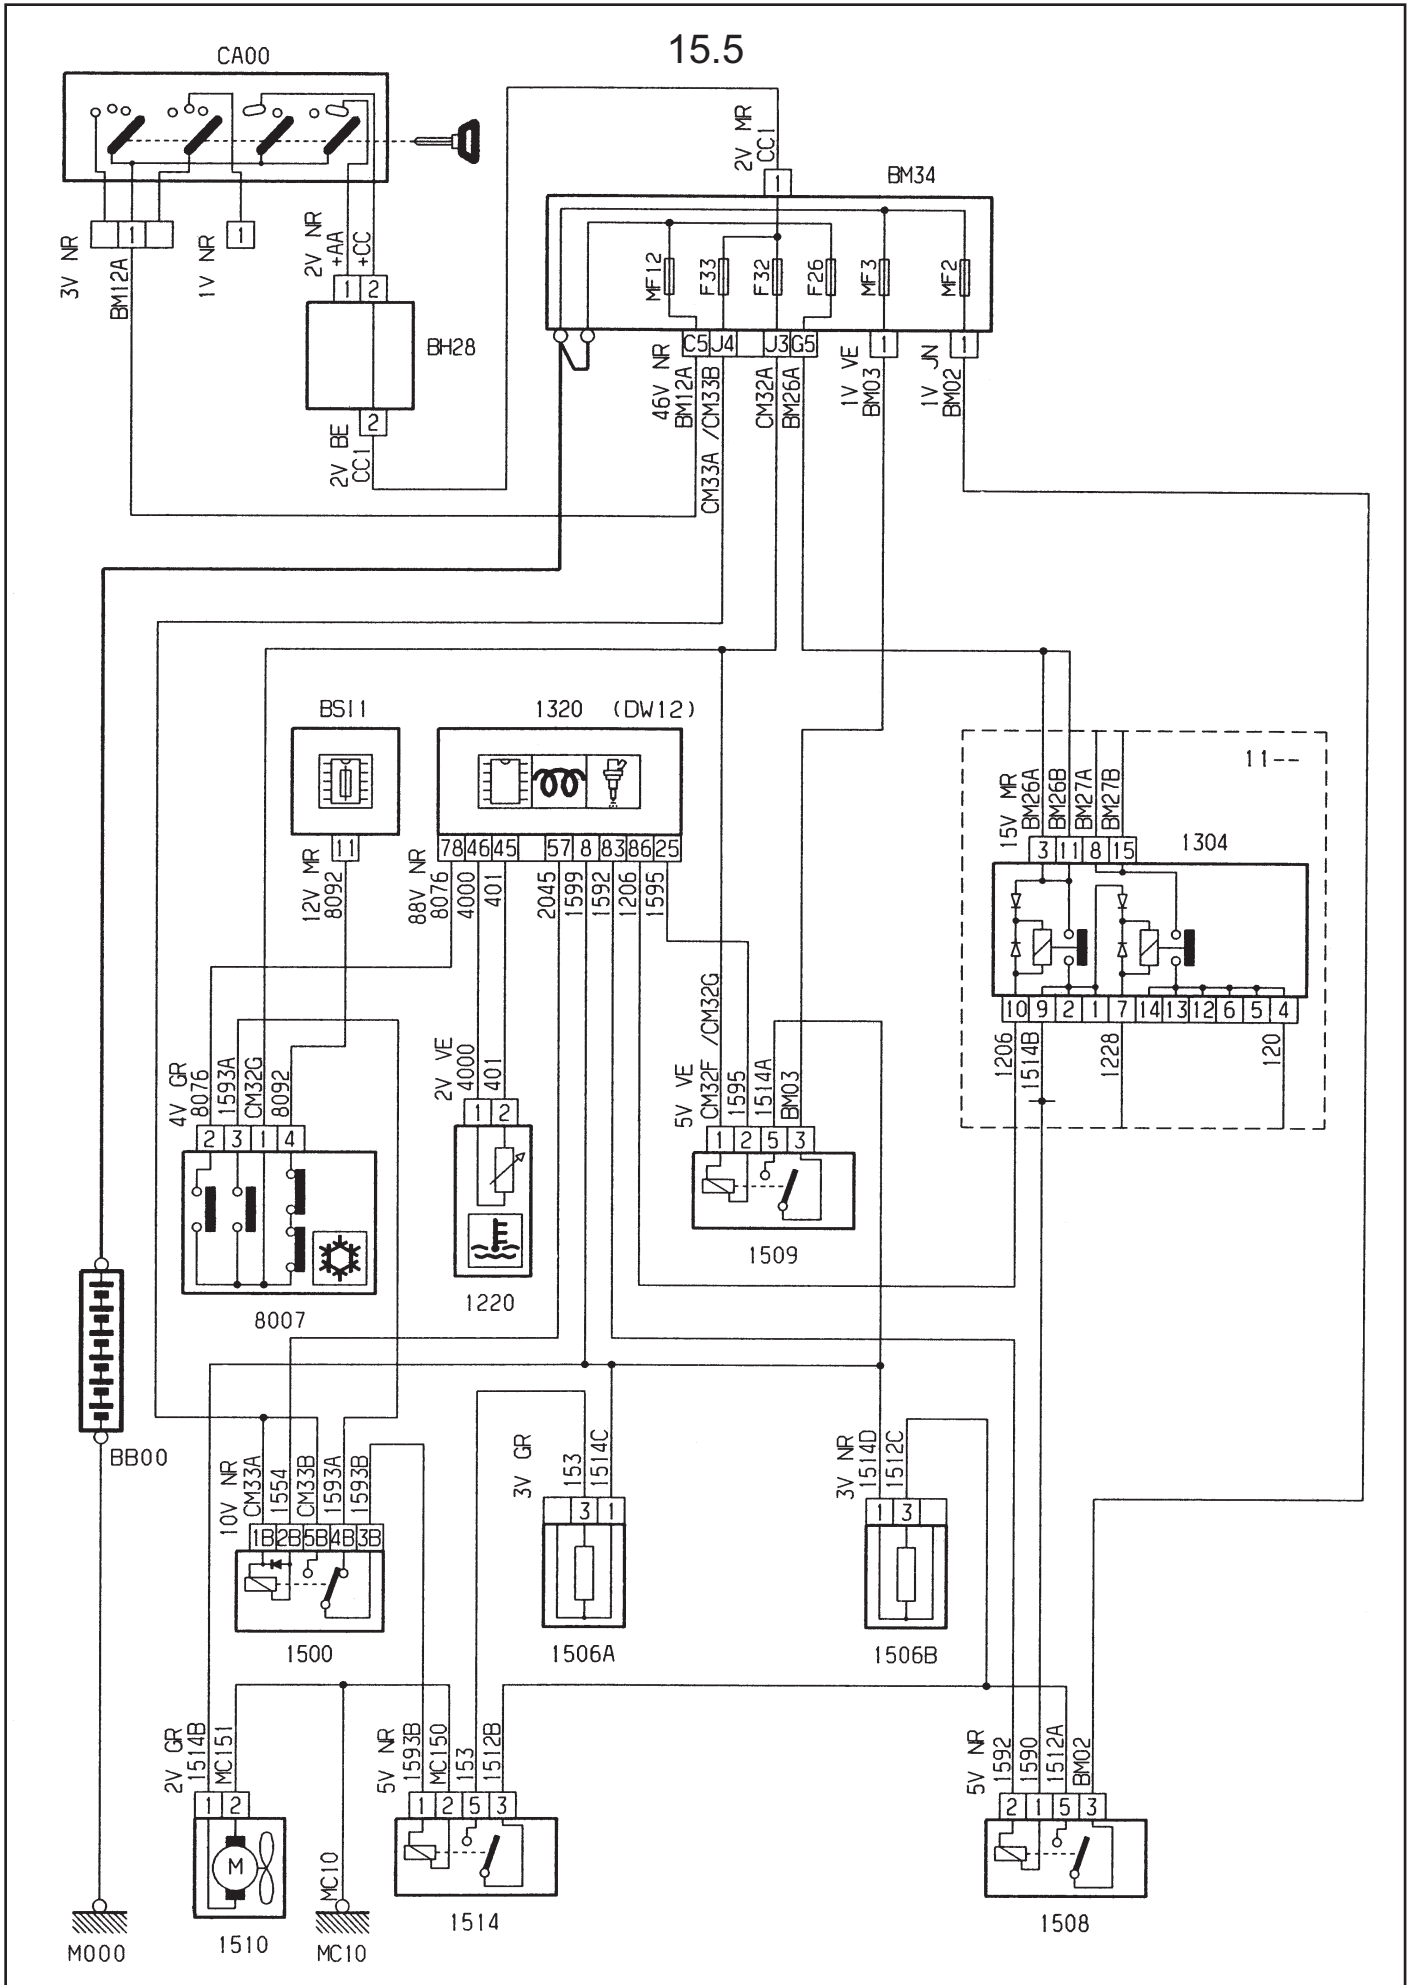 15.5
CA00
3V NR
1
BM12A
1V NR
1
2V NR
+AA
+CC
1 2
BH28
2
2V BE
CC1
2V MR
CC1
1
BM34
MF12
F33
F32
F26
MF3
MF2
C5 J4 J3 G5
1
1
46V NR
BM12A
CM33A /CM33B
CM32A
BM26A
1V VE
BM03
1V JN
BM02
BSI1
11
12V MR
8092
1320 (DW12)
78 46 45 57 8 83 86 25
88V NR
8076
4000
401
2045
1599
1592
1206
1595
11--
15V MR
BM26A
BM26B
BM27A
BM27B
1304
3 11 8 15
10 9 2 1 7 14 13 12 6 5 4
1206
1514B
1228
120
4V GR
8076
1593A
CM32G
8092
2 3 1 4
8007
2V VE
4000
401
1 2
1220
5V VE
CM32F /CM32G
1595
1514A
BM03
1 2 5 3
1509
BB00
10V NR
CM33A
1554
CM33B
1593A
1593B
1B 2B 5B 4B 3B
1500
3V GR
153
1514C
3 1
1506A
3V NR
1514D
1512C
1 3
1506B
2V GR
1514B
MC151
1 2
M
1510
MC10
MC10
M000
5V NR
1593B
MC150
153
1512B
1 2 5 3
1514
5V NR
1592
1590
1512A
BM02
2 1 5 3
1508